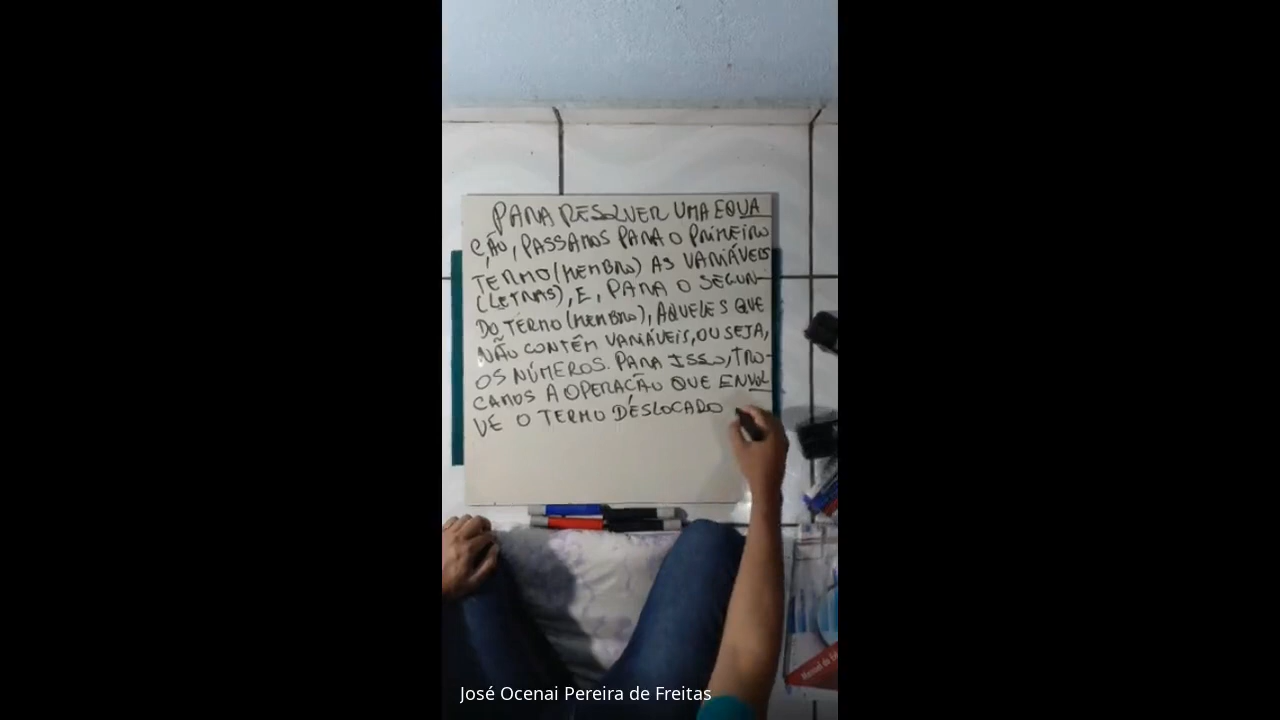 PARA RESOLVER UMA EQUA
ÇÃO, PASSAMOS PARA O PRIMEIRO
TERMO (MEMBRO) AS VARIÁVEIS
(LETRAS), E, PARA O SEGUN-
DO TERMO (MEMBRO), AQUELES QUE
NÃO CONTÊM VARIÁVEIS, OU SEJA,
OS NÚMEROS. PARA ISSO, TRO-
CAMOS A OPERAÇÃO QUE ENVOL
VE O TERMO DESLOCADO
Manual do
José Ocenai Pereira de Freitas